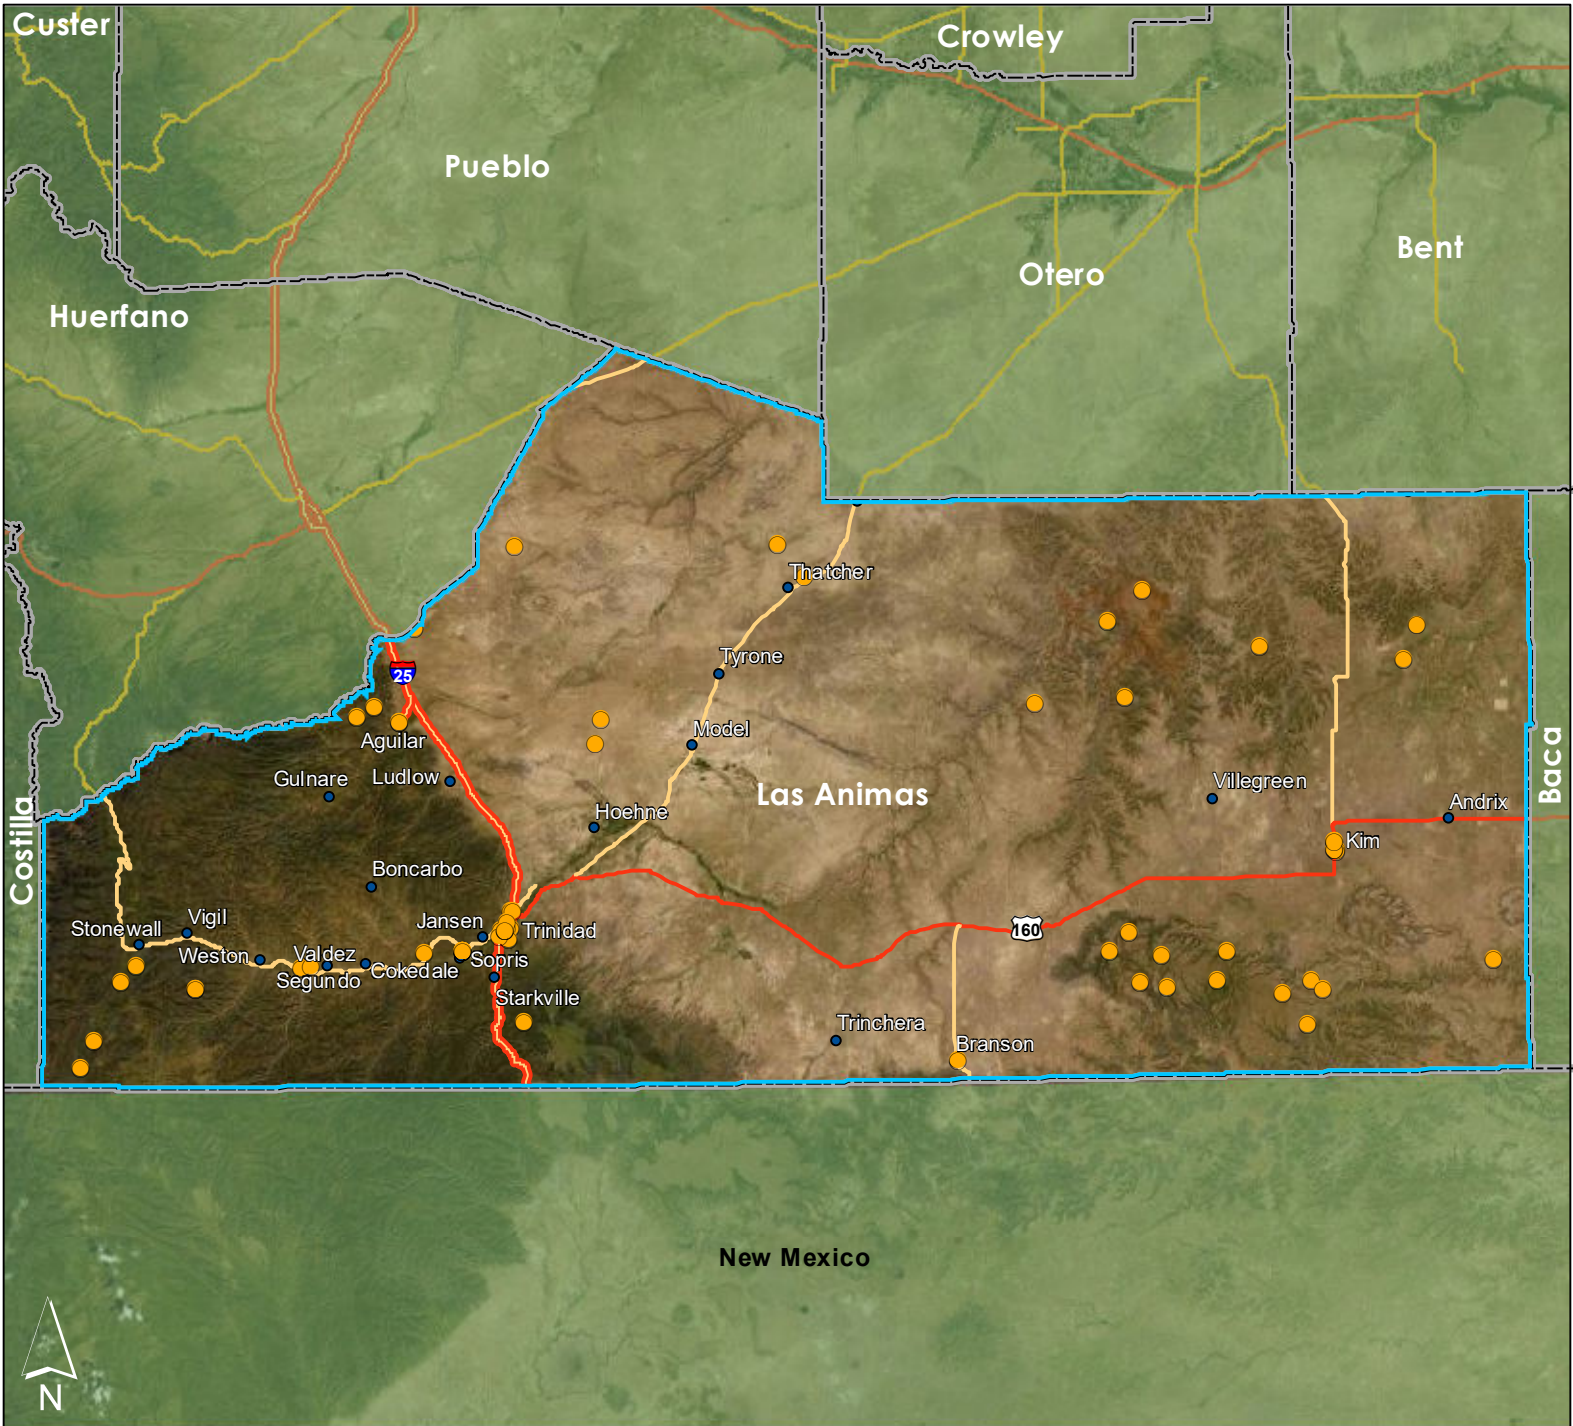 Custer
Crowley
Pueblo
Bent
Otero
Huerfano
Thatcher
Tyrone
25
Model
Aguilar
Gulnare
Ludlow
Villegreen
Las Animas
Baca
Andrix
Hoehne
Kim
Costilla
Boncarbo
Vigil
Jansen
Stonewall
Trinidad
160
Weston
Valdez
Sopris
Cokedale
Segundo
Starkville
Trinchera
Branson
New Mexico
N